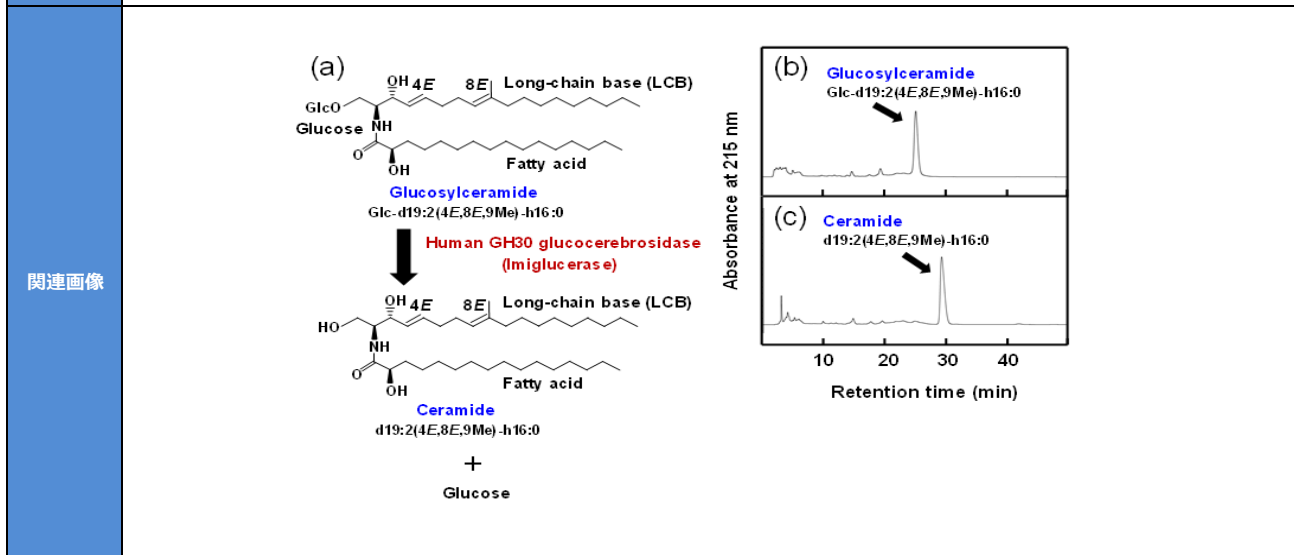 関連画像
(a)
OH 4E 8E Long-chain base (LCB)
GlcO
Glucose NH
O
OH Fatty acid
Glucosylceramide
Glc-d19:2(4E,8E,9Me)-h16:0
Human GH30 glucocerebrosidase
(Imiglucerase)
OH 4E 8E Long-chain base (LCB)
HO
NH
O
OH Fatty acid
Ceramide
d19:2(4E,8E,9Me)-h16:0
+
Glucose
Absorbance at 215 nm
(b)
Glucosylceramide
Glc-d19:2(4E,8E,9Me)-h16:0
(c)
Ceramide
d19:2(4E,8E,9Me)-h16:0
10 20 30 40
Retention time (min)